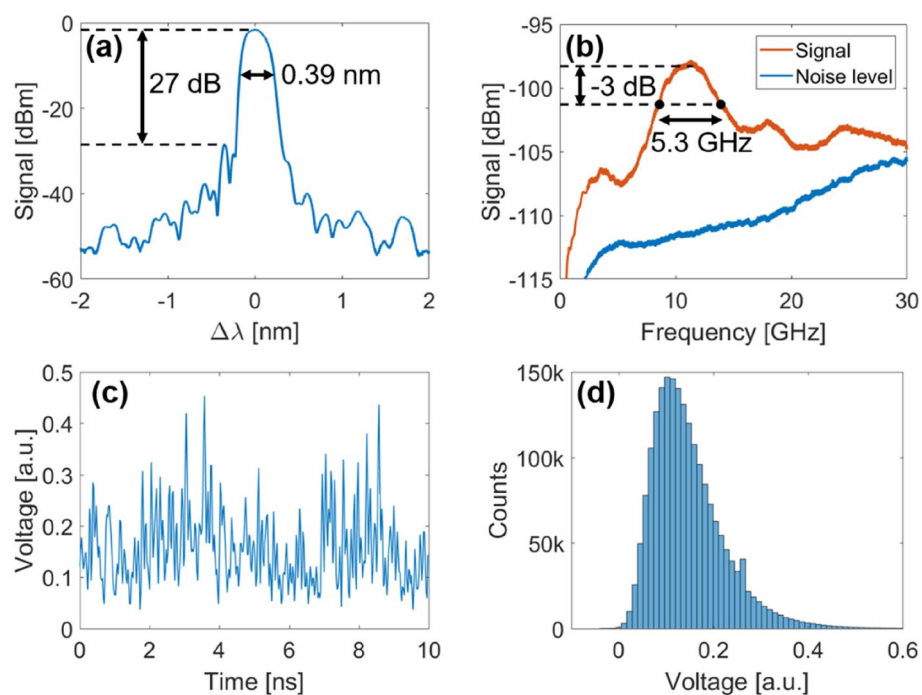 (a)
0
-20
-40
-60
Signal [dBm]
27 dB
0.39 nm
-2
-1
0
1
2
Δλ [nm]
(b)
-95
-100
-105
-110
-115
Signal [dBm]
Signal
Noise level
-3 dB
5.3 GHz
0
10
20
30
Frequency [GHz]
(c)
0.5
0.4
0.3
0.2
0.1
0
Voltage [a.u.]
0
2
4
6
8
10
Time [ns]
(d)
150k
100k
50k
0
Counts
0
0.2
0.4
0.6
Voltage [a.u.]